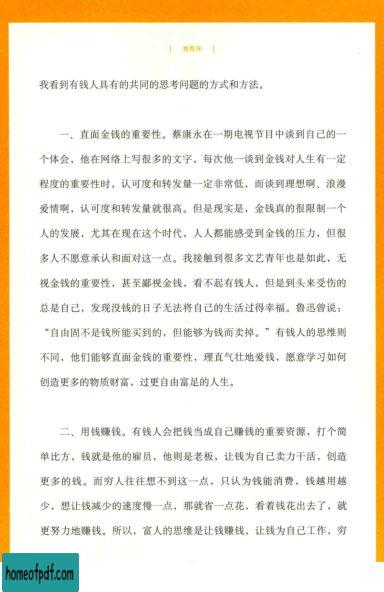 推荐序
我看到有钱人具有的共同的思考问题的方式和方法。
一、直面金钱的重要性。蔡康永在一期电视节目中谈到自己的一
个体会，他在网络上写很多的文字，每次他一谈到金钱对人生有一定
程度的重要性时，认可度和转发量一定非常低，而谈到理想啊、浪漫
爱情啊，认可度和转发量就很高。但是现实是，金钱真的很限制一个
人的发展，尤其在现在这个时代，人人都能感受到金钱的压力，但很
多人不愿意承认和面对这一点。我接触到很多文艺青年也是如此，无
视金钱的重要性，甚至鄙视金钱，看不起有钱人，但是到头来受伤的
总是自己，发现没钱的日子无法将自己的生活过得幸福。鲁迅曾说：
“自由固不是钱所能买到的，但能够为钱而卖掉。”有钱人的思维则
不同，他们能够直面金钱的重要性，理直气壮地爱钱，愿意学习如何
创造更多的物质财富，过更自由富足的人生。
二、用钱赚钱。有钱人会把钱当成自己赚钱的重要资源，打个简
单比方，钱就是他的雇员，他则是老板，让钱为自己卖力干活，创造
更多的钱。而穷人往往想不到这一点，只认为钱能消费，钱越用越
少，想让钱减少的速度慢一点，那就省一点花，看着钱花出去了，就
更努力地赚钱。所以，富人的思维是让钱赚钱，让钱为自己工作，穷
homeofpdf.com